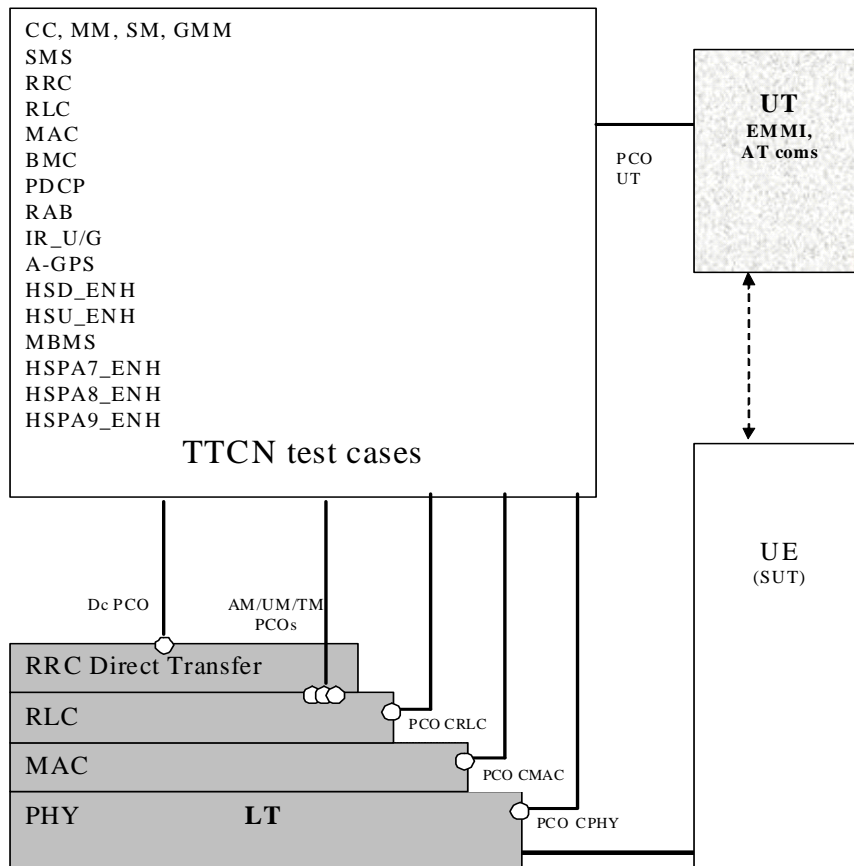 CC, MM, SM, GMM
SMS
RRC
RLC
MAC
BMC
PDCP
RAB
IR_U/G
A-GPS
HSD_ENH
HSU_ENH
MBMS
HSPA7_ENH
HSPA8_ENH
HSPA9_ENH
TTCN test cases
PCO
UT
UT
EMMI,
AT coms
UE
(SUT)
Dc PCO
AM/UM/TM
PCOs
RRC Direct Transfer
RLC
PCO CRLC
MAC
PCO CMAC
PHY
LT
PCO CPHY